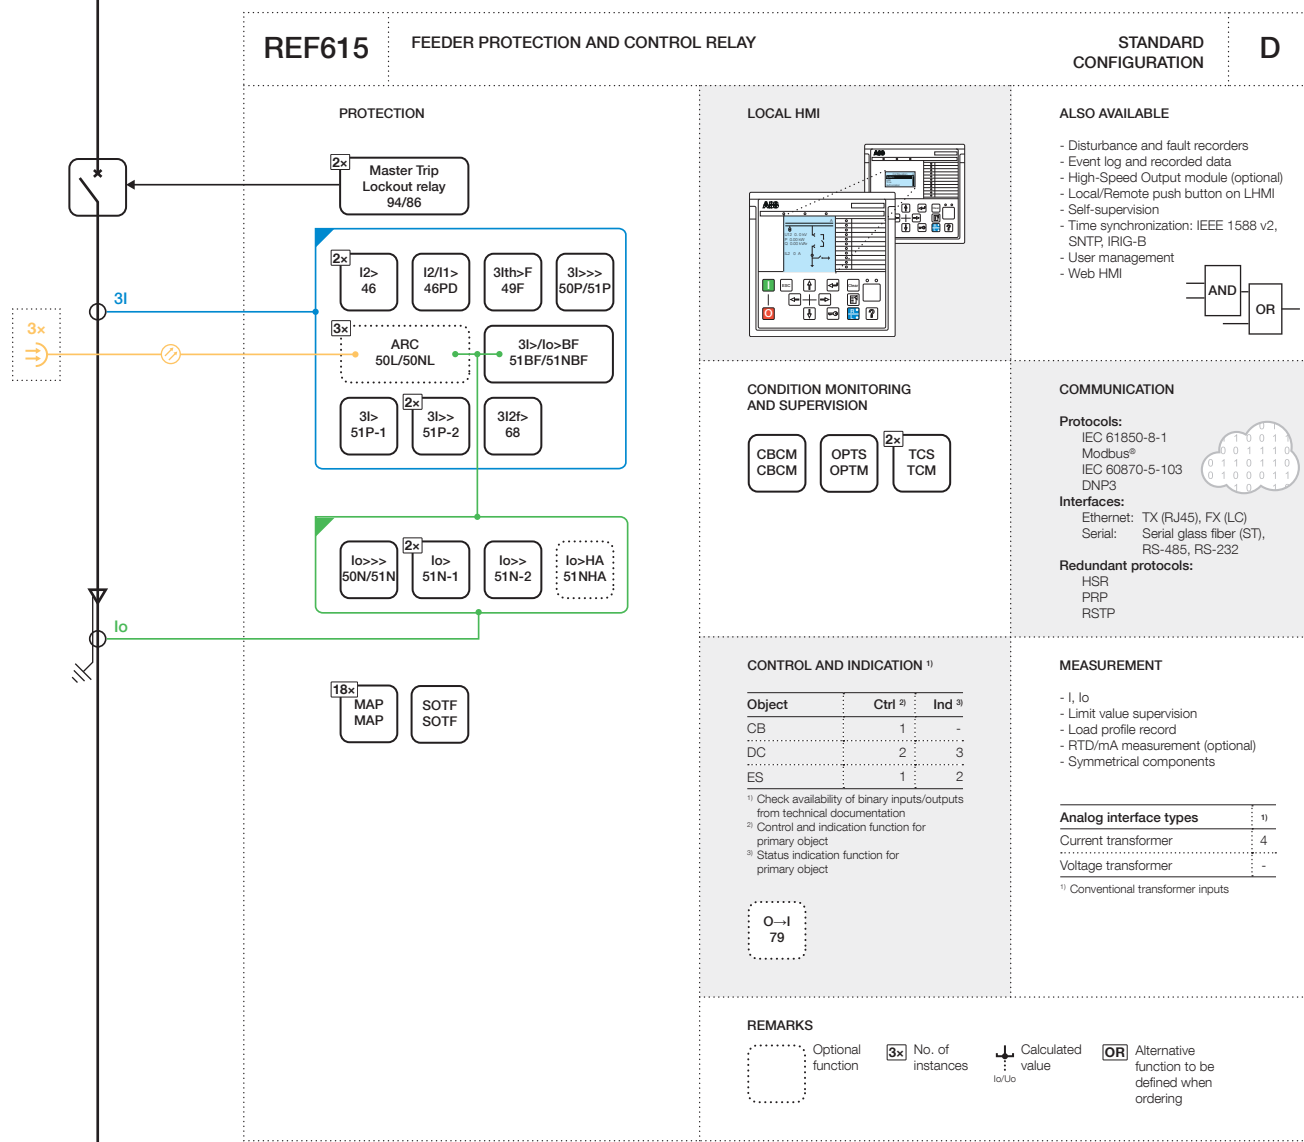 REF615
FEEDER PROTECTION AND CONTROL RELAY
STANDARD
CONFIGURATION
D
PROTECTION
2×
Master Trip
Lockout relay
94/86
2×
I2>
46
I2/I1>
46PD
3Ith>F
49F
3I>>>
50P/51P
3I
3×
3×
ARC
50L/50NL
3I>/Io>BF
51BF/51NBF
3I>
51P-1
2×
3I>>
51P-2
3I2f>
68
Io>>>
50N/51N
2×
Io>
51N-1
Io>>
51N-2
Io>HA
51NHA
Io
18×
MAP
MAP
SOTF
SOTF
LOCAL HMI
ABB
ABB
ESC
I
O
?
?
ALSO AVAILABLE
- Disturbance and fault recorders
- Event log and recorded data
- High-Speed Output module (optional)
- Local/Remote push button on LHMI
- Self-supervision
- Time synchronization: IEEE 1588 v2,
SNTP, IRIG-B
- User management
- Web HMI
AND
OR
CONDITION MONITORING
AND SUPERVISION
CBCM
CBCM
OPTS
OPTM
2×
TCS
TCM
COMMUNICATION
Protocols:
IEC 61850-8-1
Modbus®
IEC 60870-5-103
DNP3
Interfaces:
Ethernet: TX (RJ45), FX (LC)
Serial: Serial glass fiber (ST),
RS-485, RS-232
Redundant protocols:
HSR
PRP
RSTP
CONTROL AND INDICATION 1)
Object Ctrl 2) Ind 3)
CB 1 -
DC 2 3
ES 1 2
1) Check availability of binary inputs/outputs
from technical documentation
2) Control and indication function for
primary object
3) Status indication function for
primary object
O→I
79
MEASUREMENT
- I, Io
- Limit value supervision
- Load profile record
- RTD/mA measurement (optional)
- Symmetrical components
Analog interface types 1)
Current transformer 4
Voltage transformer -
1) Conventional transformer inputs
REMARKS
Optional
function
3×
No. of
instances
Io/Uo
Calculated
value
OR
Alternative
function to be
defined when
ordering